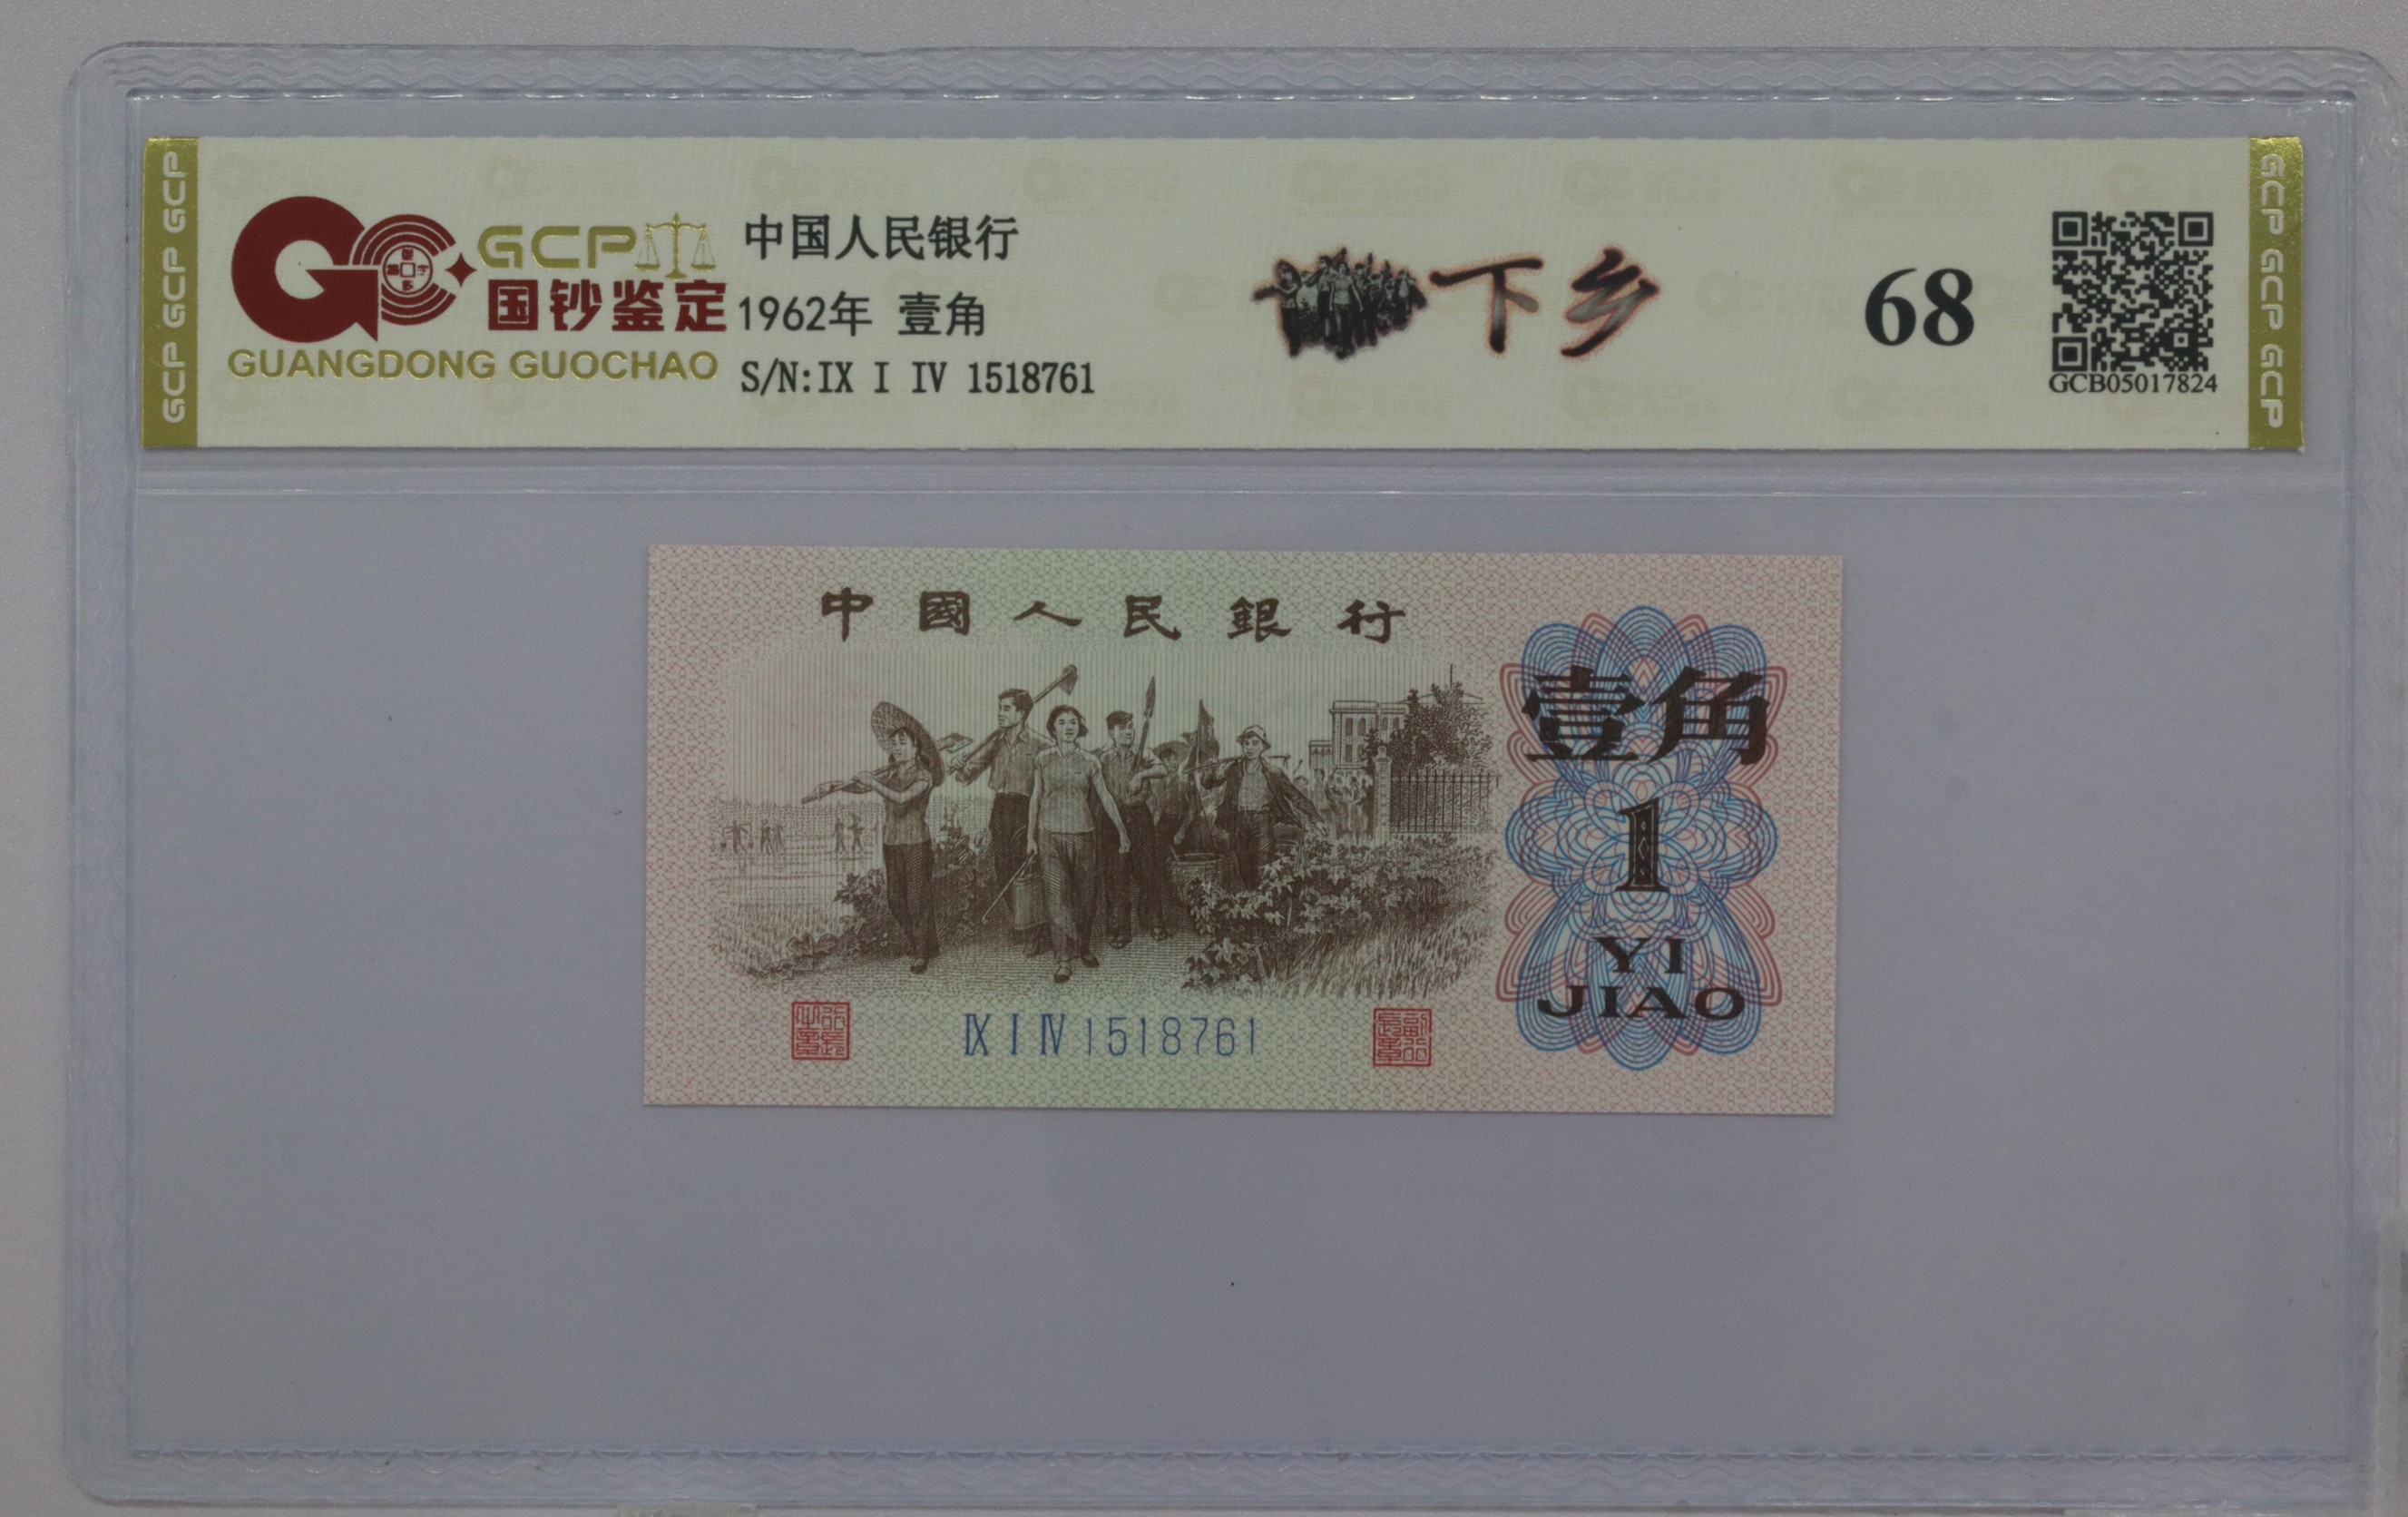 GCP GCP GCP
GCP
国钞鉴定
GUANGDONG GUOCHAO
中国人民银行
1962年 壹角
S/N:IX I IV 1518761
下乡
68
GCB05017824
GCP GCP GCP
中國人民銀行
壹角
1
YI
JIAO
IX I IV 1518761